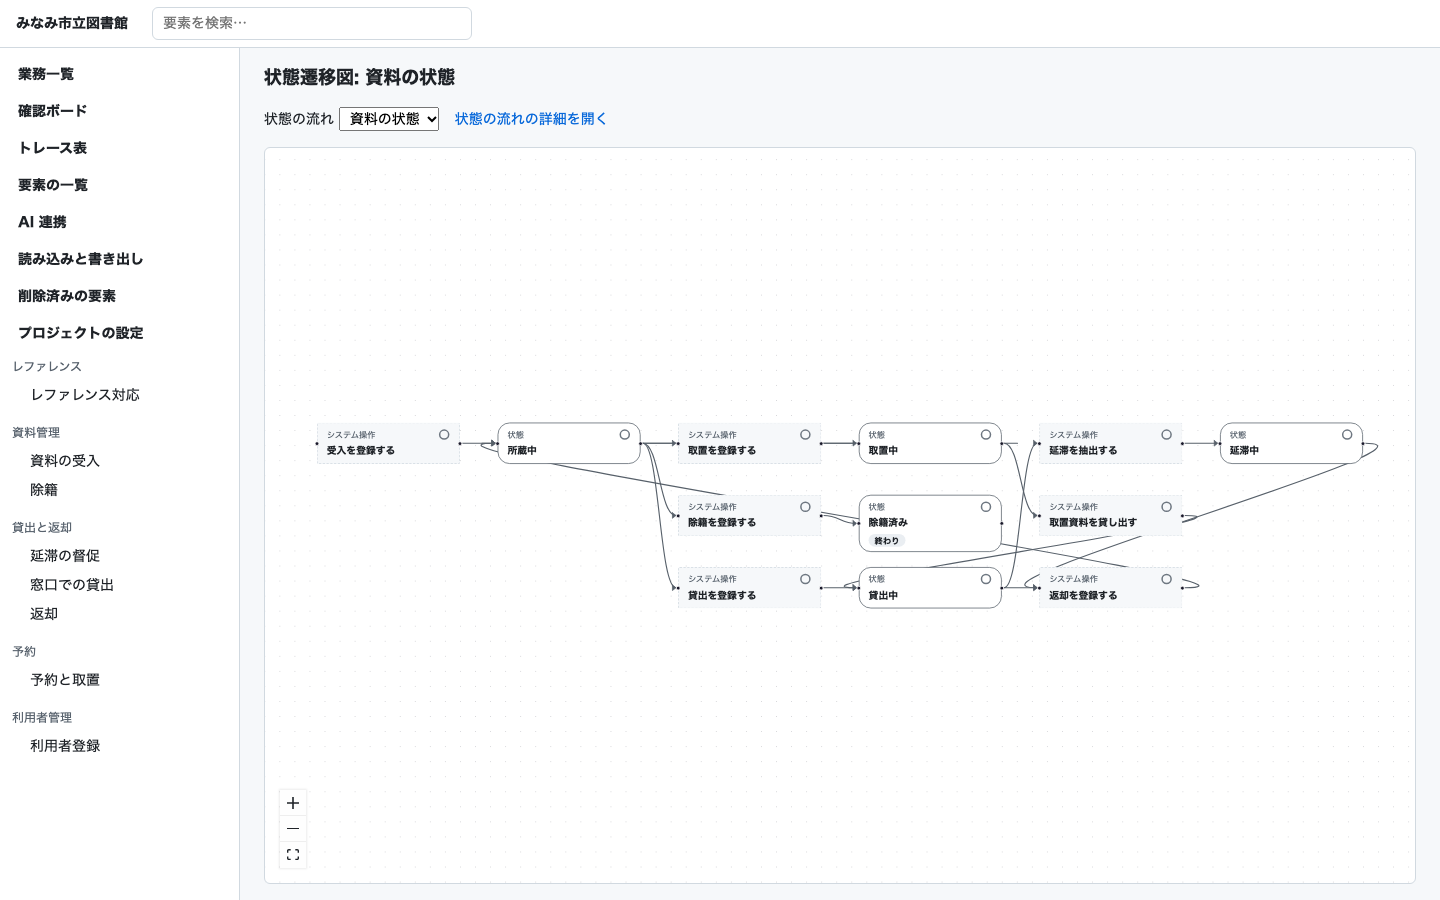 みなみ市立図書館
要素を検索…
業務一覧
確認ボード
トレース表
要素の一覧
AI 連携
読み込みと書き出し
削除済みの要素
プロジェクトの設定
レファレンス
レファレンス対応
資料管理
資料の受入
除籍
貸出と返却
延滞の督促
窓口での貸出
返却
予約
予約と取置
利用者管理
利用者登録
状態遷移図: 資料の状態
状態の流れ 資料の状態 状態の流れの詳細を開く
システム操作
受入を登録する
状態
所蔵中
システム操作
取置を登録する
状態
取置中
システム操作
延滞を抽出する
状態
延滞中
システム操作
除籍を登録する
状態
除籍済み
終わり
システム操作
取置資料を貸し出す
システム操作
貸出を登録する
状態
貸出中
システム操作
返却を登録する